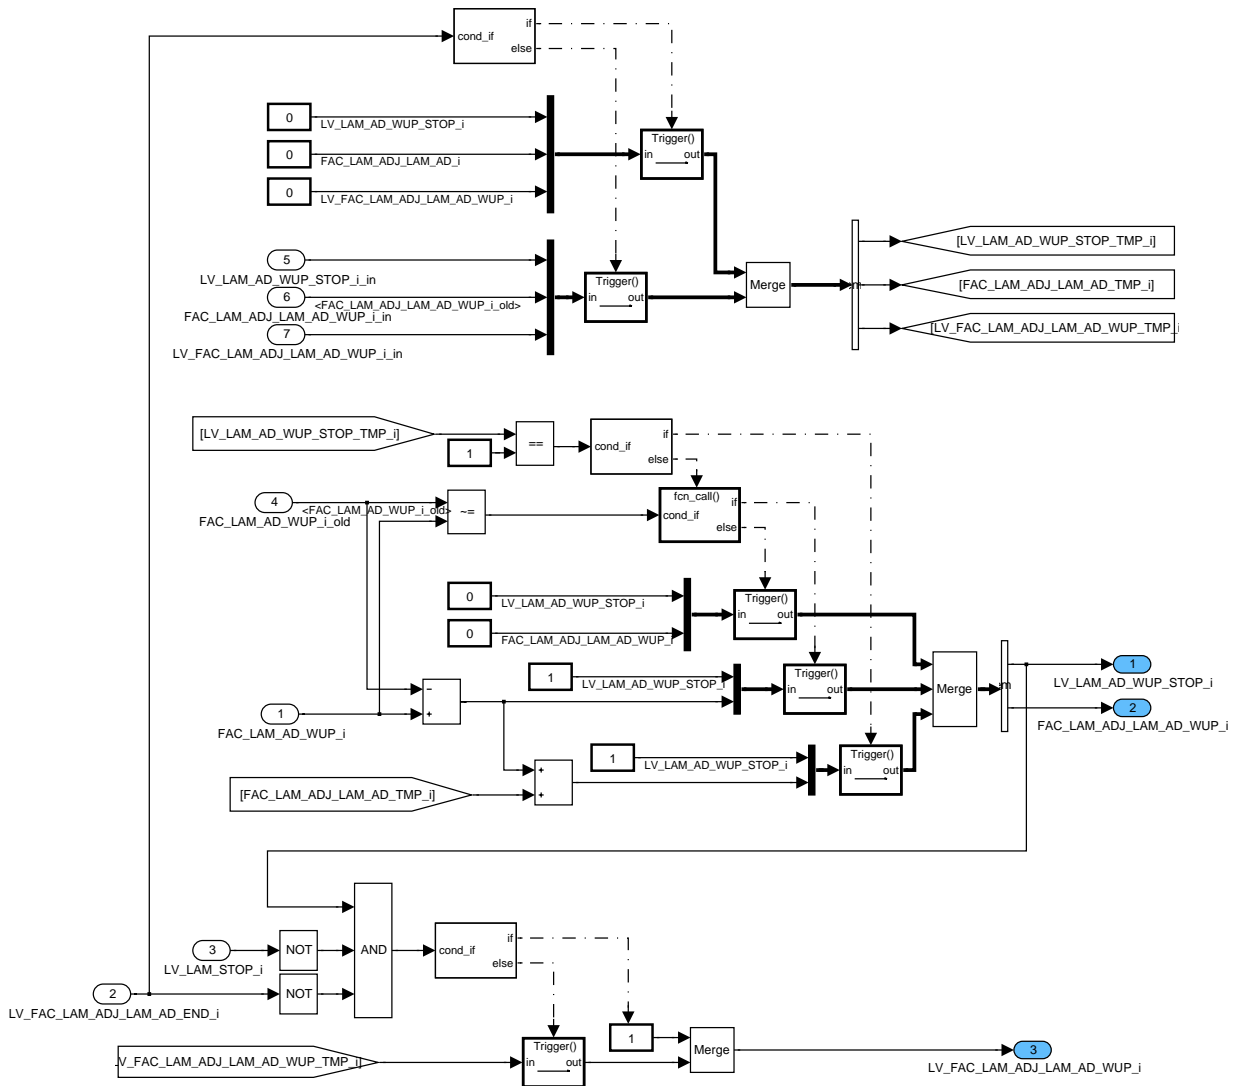 if
cond_if
else
0
LV_LAM_AD_WUP_STOP_i
Trigger()
in
out
0
FAC_LAM_ADJ_LAM_AD_i
0
LV_FAC_LAM_ADJ_LAM_AD_WUP_i
[LV_LAM_AD_WUP_STOP_TMP_i]
5
LV_LAM_AD_WUP_STOP_i_in
Trigger()
in
out
Merge
[FAC_LAM_ADJ_LAM_AD_TMP_i]
6
<FAC_LAM_ADJ_LAM_AD_WUP_i_old>
FAC_LAM_ADJ_LAM_AD_WUP_i_in
[LV_FAC_LAM_ADJ_LAM_AD_WUP_TMP_i
7
LV_FAC_LAM_ADJ_LAM_AD_WUP_i_in
[LV_LAM_AD_WUP_STOP_TMP_i]
1
==
if
cond_if
else
4
<FAC_LAM_AD_WUP_i_old>
FAC_LAM_AD_WUP_i_old
~=
fcn_call()
if
cond_if
else
0
LV_LAM_AD_WUP_STOP_i
Trigger()
in
out
0
FAC_LAM_ADJ_LAM_AD_WUP_i
1
LV_LAM_AD_WUP_STOP_i
Trigger()
in
out
Merge
1
LV_LAM_AD_WUP_STOP_i
−
+
1
FAC_LAM_AD_WUP_i
2
FAC_LAM_ADJ_LAM_AD_WUP_i
1
LV_LAM_AD_WUP_STOP_i
Trigger()
in
out
+
+
[FAC_LAM_ADJ_LAM_AD_TMP_i]
3
LV_LAM_STOP_i
NOT
AND
if
cond_if
else
2
LV_FAC_LAM_ADJ_LAM_AD_END_i
NOT
1
Merge
3
LV_FAC_LAM_ADJ_LAM_AD_WUP_i
LV_FAC_LAM_ADJ_LAM_AD_WUP_TMP_i]
Trigger()
in
out